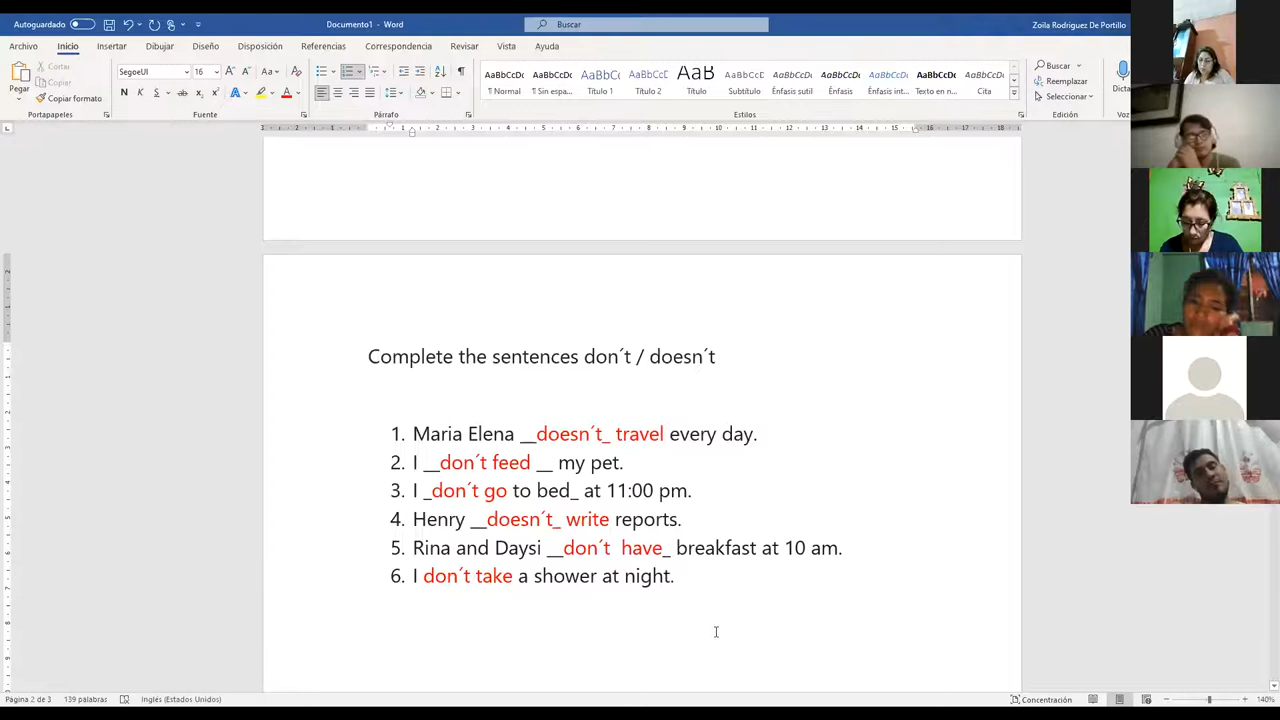 Autoguardado
Documento1 - Word
Buscar
Zoila Rodriguez De Portillo
Archivo Inicio Insertar Dibujar Diseño Disposición Referencias Correspondencia Revisar Vista Ayuda
Pegar
Cortar
Copiar
Copiar formato
Portapapeles
SegoeUI 16
N K S
Fuente
Párrafo
AaBbCcDc ¶ Normal
AaBbCcDc ¶ Sin espa...
AaBbC Título 1
AaBbCcD Título 2
AaB Título
AaBbCcD Subtítulo
AaBbCcDc Énfasis sutil
AaBbCcDc Énfasis
AaBbCcDc Énfasis int...
AaBbCcDc Texto en n...
AaBbCcDc Cita
Estilos
Buscar
Reemplazar
Seleccionar
Edición
Dicta
Complete the sentences don´t / doesn´t
1. Maria Elena __doesn´t_ travel every day.
2. I __don´t feed __ my pet.
3. I _don´t go to bed_ at 11:00 pm.
4. Henry __doesn´t_ write reports.
5. Rina and Daysi __don´t  have_ breakfast at 10 am.
6. I don´t take a shower at night.
Página 2 de 3
139 palabras
Inglés (Estados Unidos)
Concentración
140%